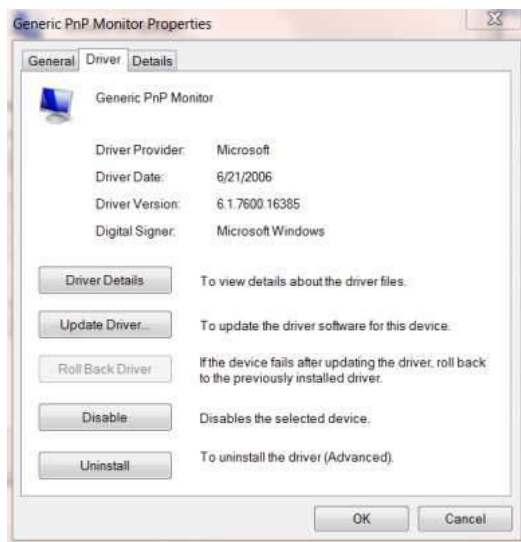 Generic PnP Monitor Properties
General Driver Details
Generic PnP Monitor
Driver Provider: Microsoft
Driver Date: 6/21/2006
Driver Version: 6.1.7600.16385
Digital Signer: Microsoft Windows
Driver Details To view details about the driver files.
Update Driver... To update the driver software for this device.
Roll Back Driver If the device fails after updating the driver, roll back
to the previously installed driver.
Disable Disables the selected device.
Uninstall To uninstall the driver (Advanced).
OK Cancel